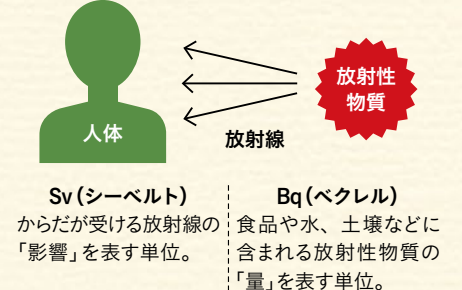 放射性
物質
人体
放射線
Sv（シーベルト）
からだが受ける放射線の
「影響」を表す単位。
Bq（ベクレル）
食品や水、土壌などに
含まれる放射性物質の
「量」を表す単位。